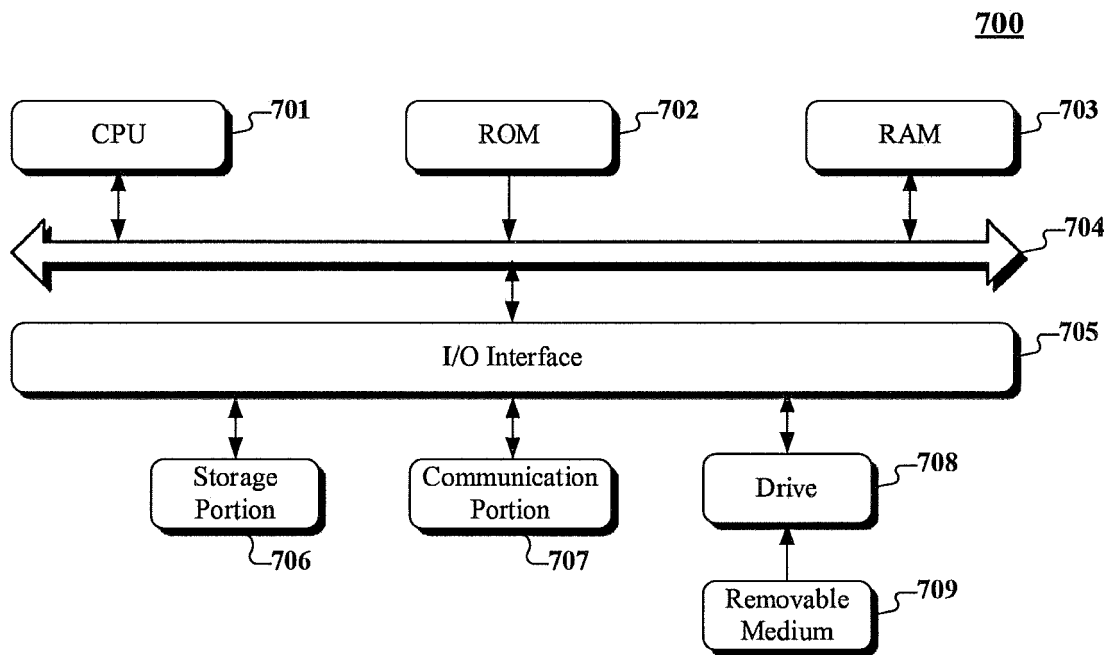 700
CPU
701
ROM
702
RAM
703
704
I/O Interface
705
Storage
Portion
706
Communication
Portion
707
Drive
708
Removable
Medium
709